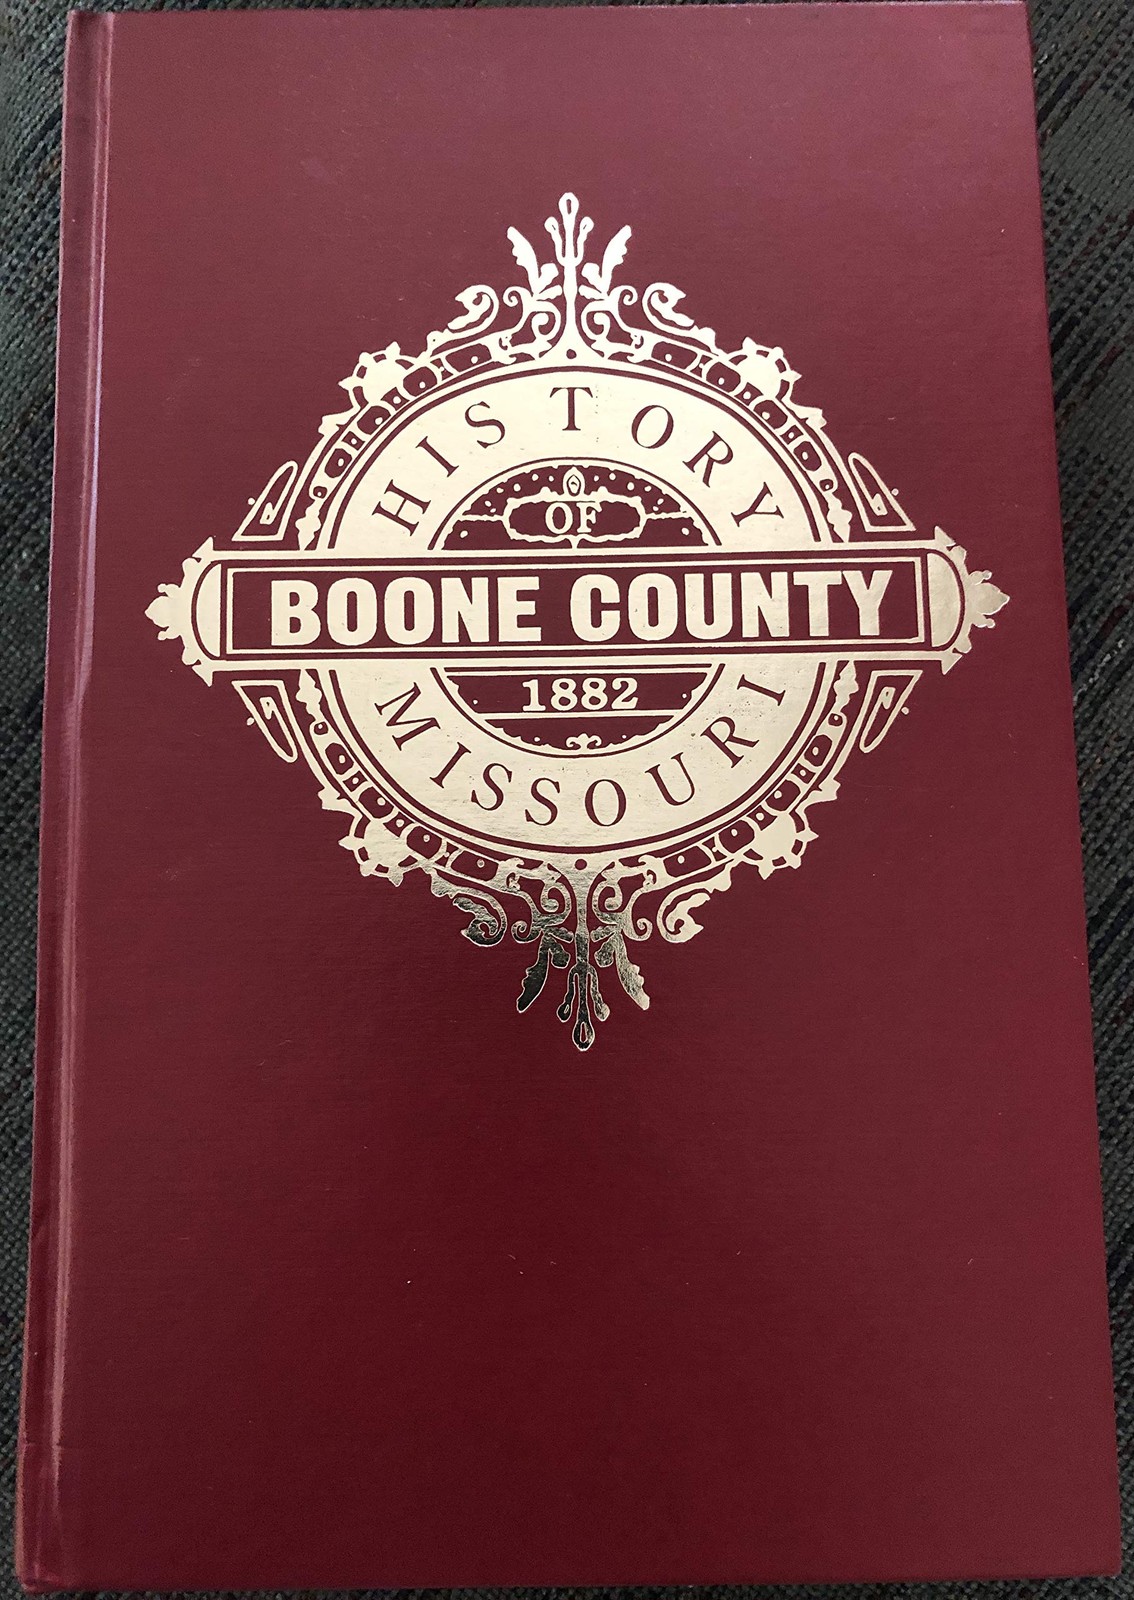 HISTORY
OF
BOONE COUNTY
1882
MISSOURI